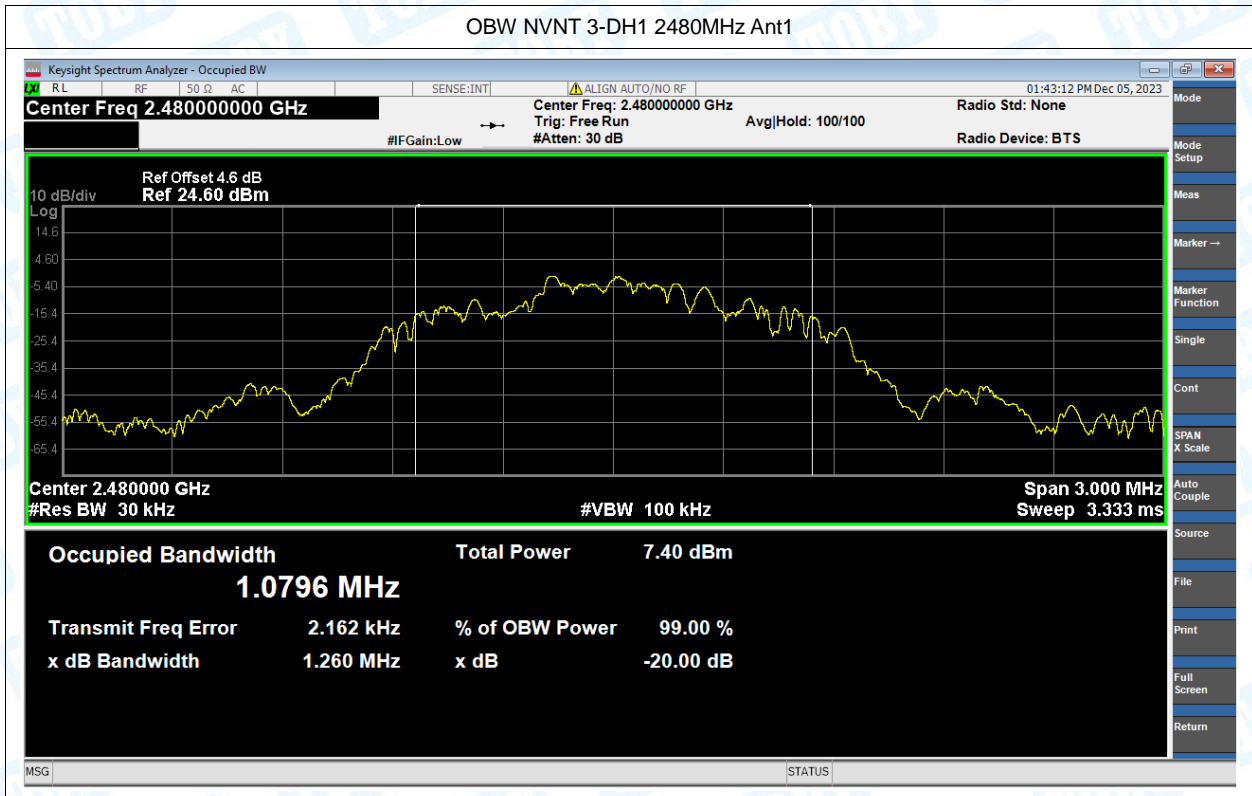 OBW NVNT 3-DH1 2480MHz Ant1
Keysight Spectrum Analyzer - Occupied BW
LXI RL RF 50 Ω AC SENSE:INT ALIGN AUTO/NO RF 01:43:12 PM Dec 05, 2023
Center Freq 2.480000000 GHz
Center Freq: 2.480000000 GHz Radio Std: None
Trig: Free Run Avg|Hold: 100/100
#IFGain:Low #Atten: 30 dB Radio Device: BTS
Ref Offset 4.6 dB
10 dB/div Ref 24.60 dBm
Log
14.6
4.60
-5.40
-15.4
-25.4
-35.4
-45.4
-55.4
-65.4
Center 2.480000 GHz Span 3.000 MHz
#Res BW 30 kHz #VBW 100 kHz Sweep 3.333 ms
Occupied Bandwidth Total Power 7.40 dBm
1.0796 MHz
Transmit Freq Error 2.162 kHz % of OBW Power 99.00 %
x dB Bandwidth 1.260 MHz x dB -20.00 dB
Mode
Mode
Setup
Meas
Marker→
Marker
Function
Single
Cont
SPAN
X Scale
Auto
Couple
Source
File
Print
Full
Screen
Return
MSG STATUS
TOBY